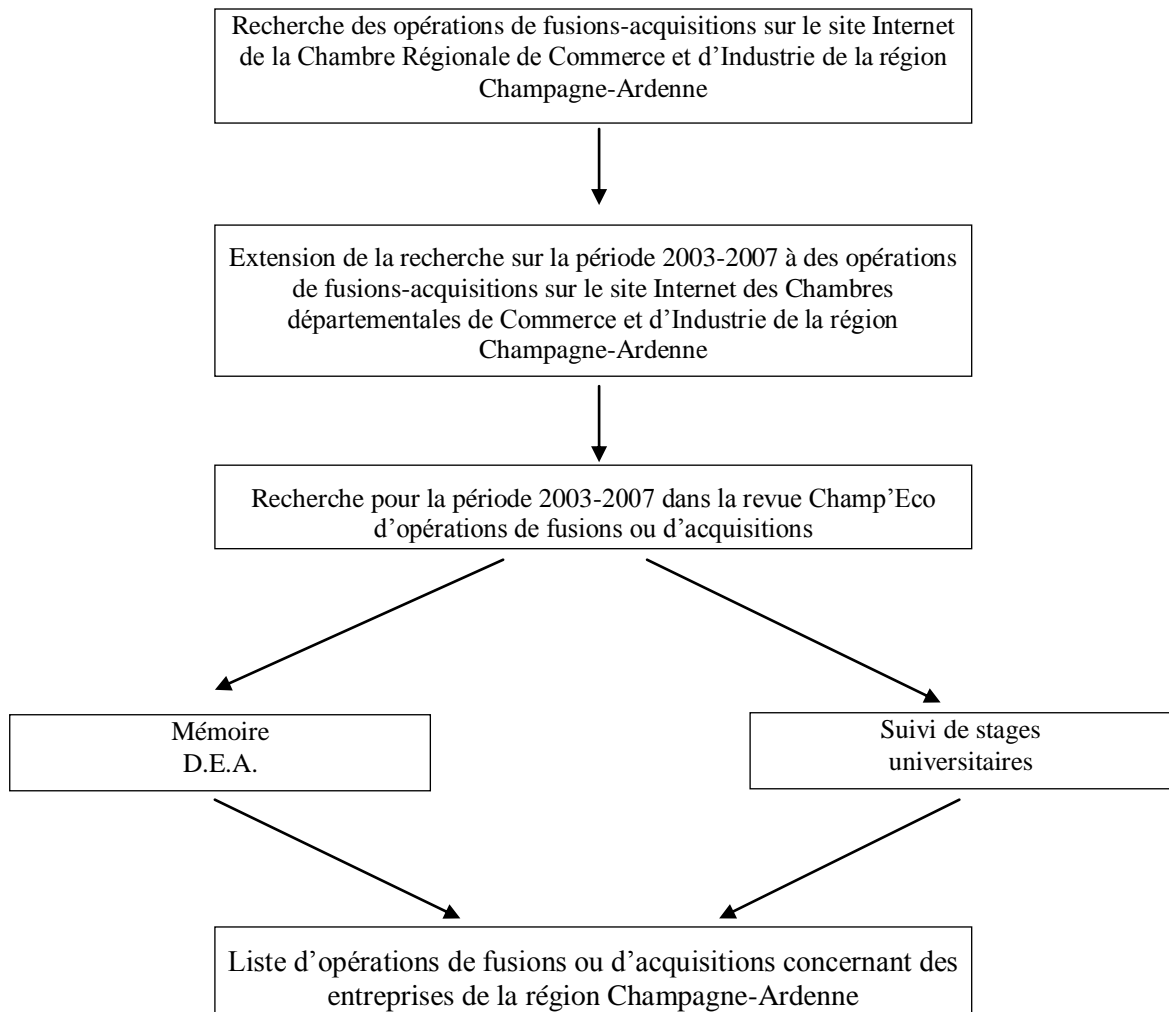 Recherche des opérations de fusions-acquisitions sur le site Internet
de la Chambre Régionale de Commerce et d’Industrie de la région
Champagne-Ardenne
Extension de la recherche sur la période 2003-2007 à des opérations
de fusions-acquisitions sur le site Internet des Chambres
départementales de Commerce et d’Industrie de la région
Champagne-Ardenne
Recherche pour la période 2003-2007 dans la revue Champ’Eco
d’opérations de fusions ou d’acquisitions
Mémoire
D.E.A.
Suivi de stages
universitaires
Liste d’opérations de fusions ou d’acquisitions concernant des
entreprises de la région Champagne-Ardenne